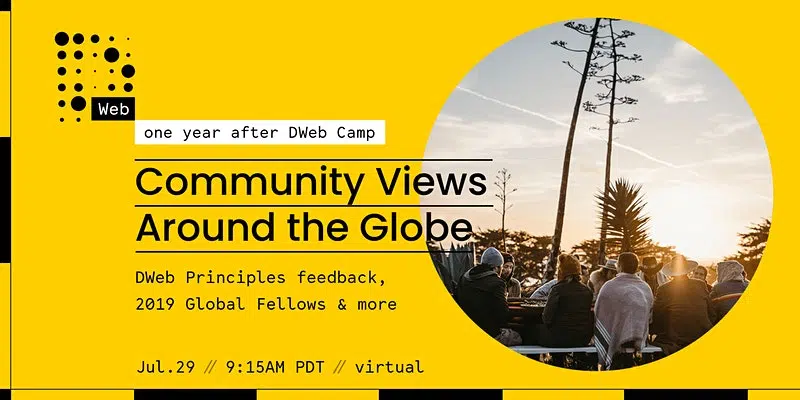 Web
one year after DWeb Camp
Community Views
Around the Globe
DWeb Principles feedback,
2019 Global Fellows & more
Jul.29 // 9:15AM PDT // virtual